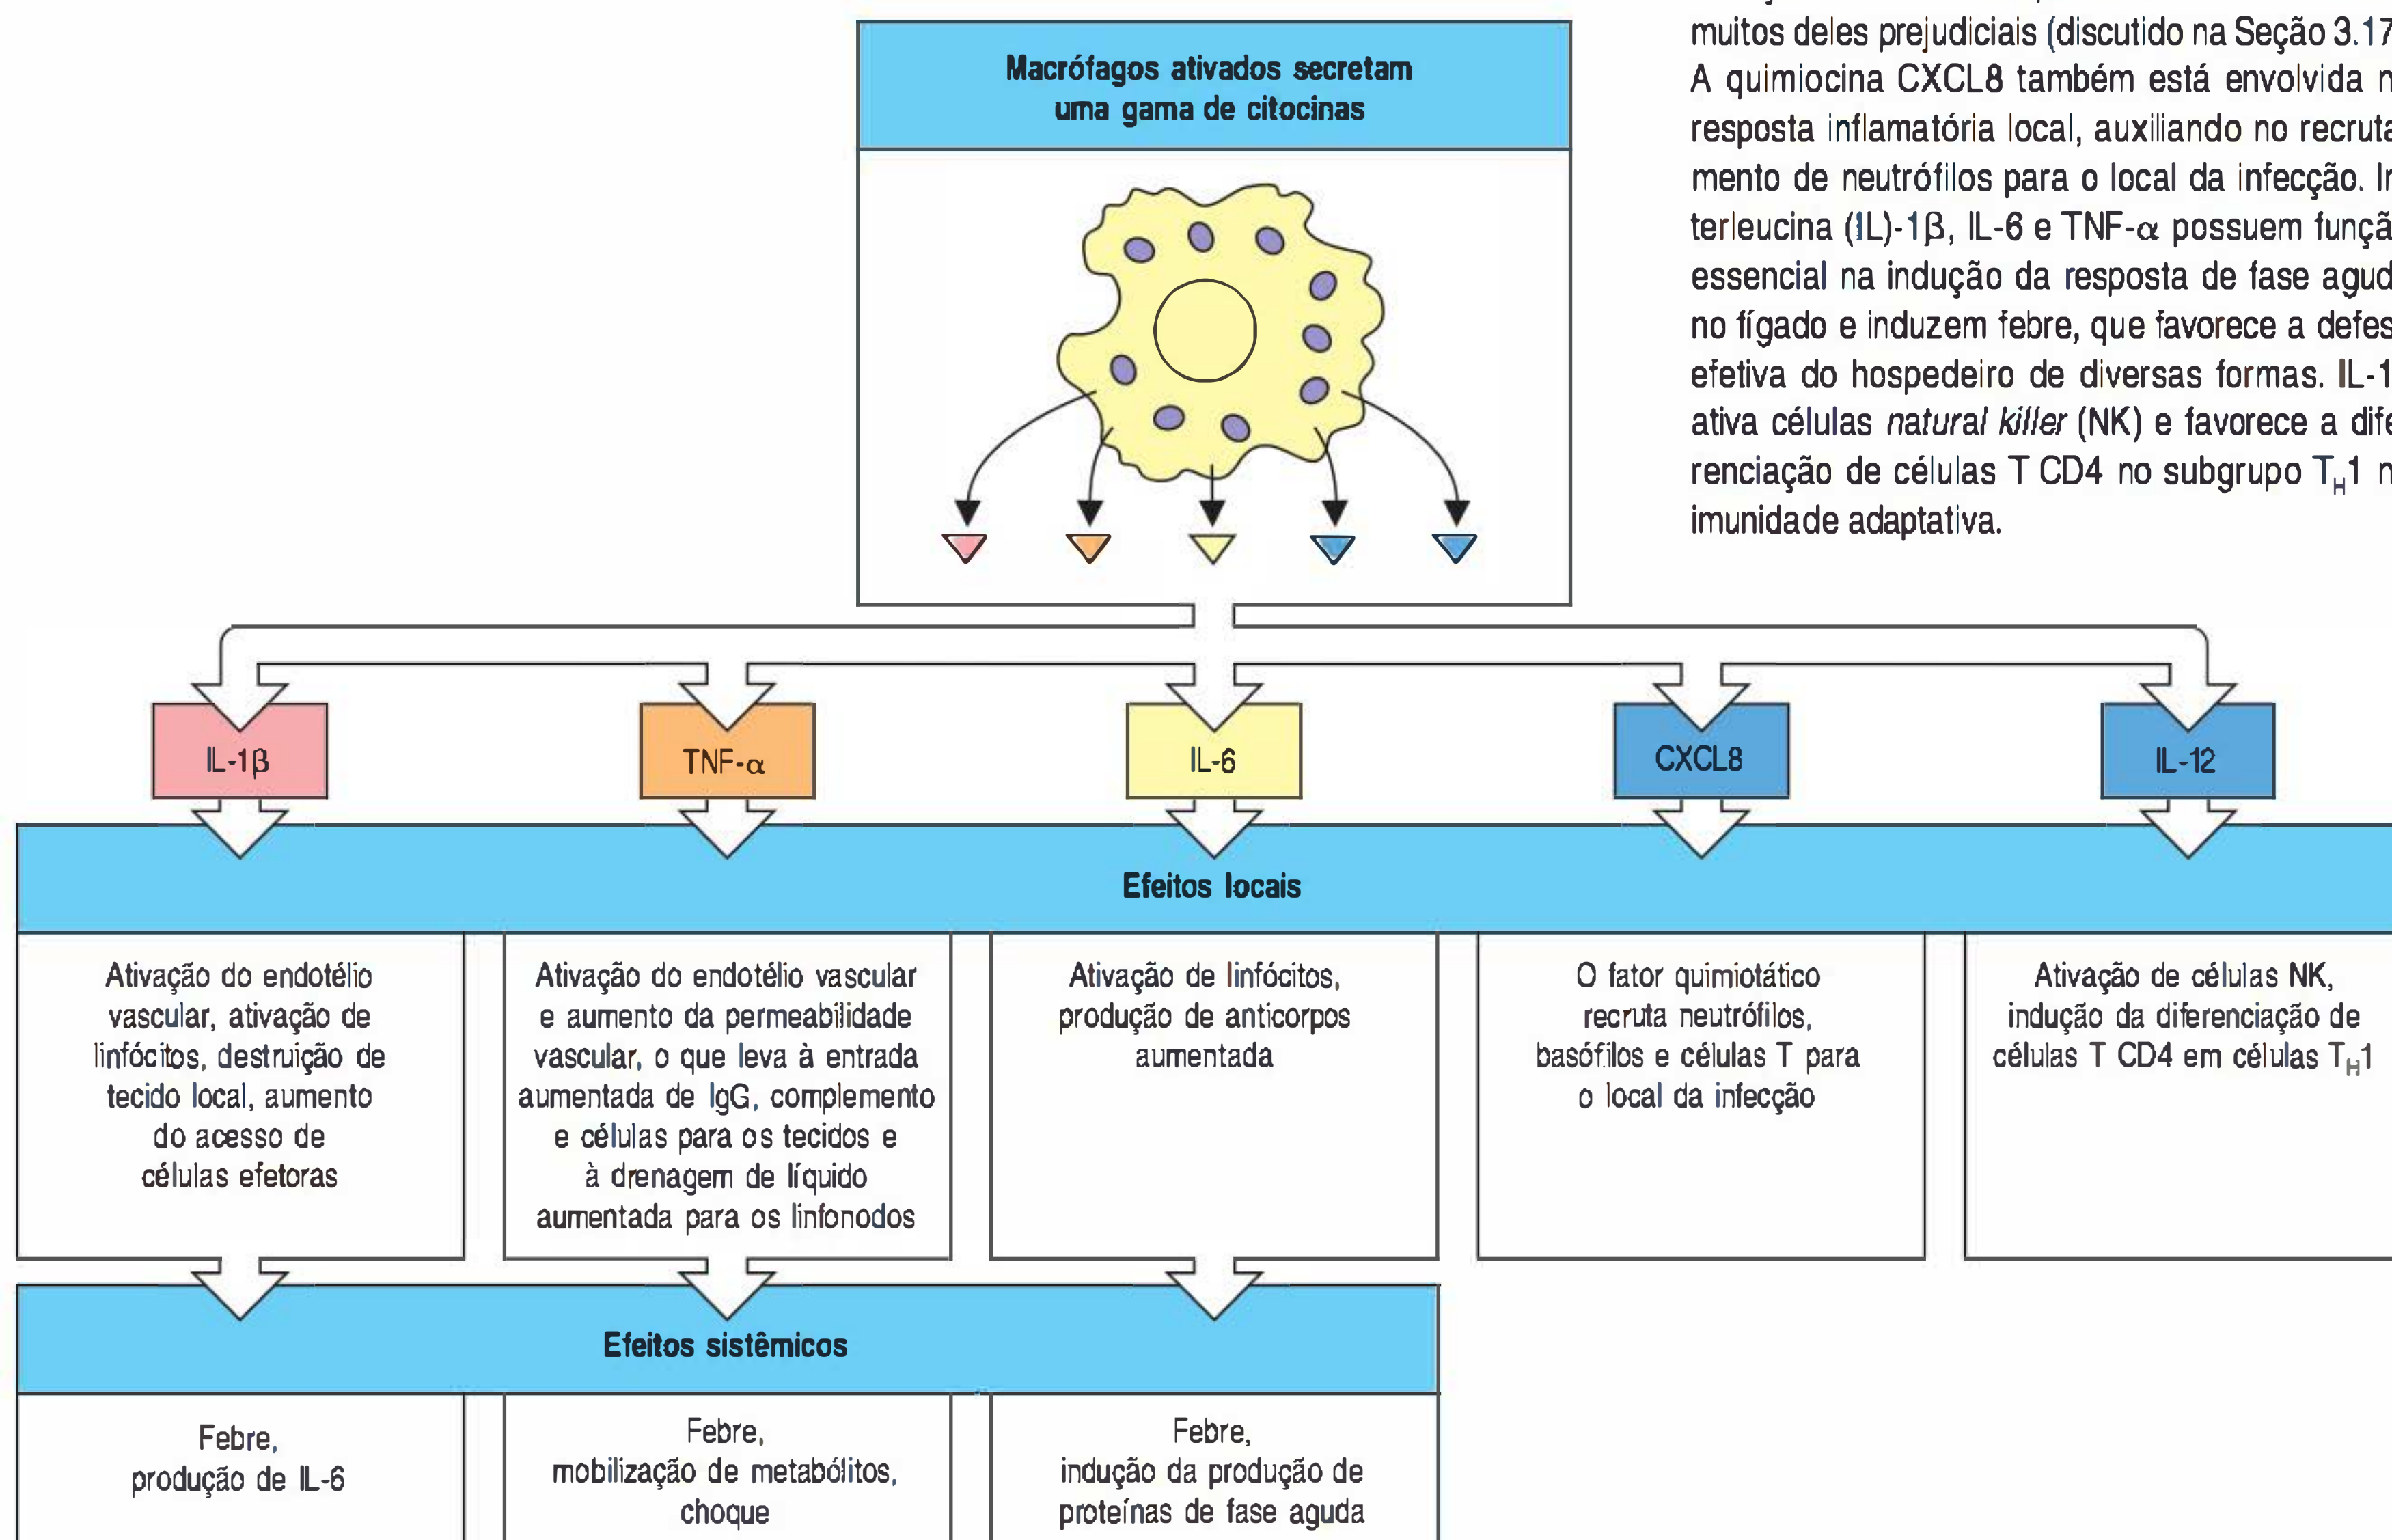 Macrófagos ativados secretam
uma gama de citocinas
muitos deles prejudiciais (discutido na Seção 3.17
A quimiocina CXCL8 também está envolvida n
resposta inflamatória local, auxiliando no recruta
mento de neutrófilos para o local da infecção. In
terleucina (IL)-1β, IL-6 e TNF-α possuem funçã
essencial na indução da resposta de fase agud
no fígado e induzem febre, que favorece a defes
efetiva do hospedeiro de diversas formas. IL-1
ativa células natural killer (NK) e favorece a dife
renciação de células T CD4 no subgrupo TH1 n
imunidade adaptativa.
IL-1β
TNF-α
IL-6
CXCL8
IL-12
Efeitos locais
Ativação do endotélio
vascular, ativação de
linfócitos, destruição de
tecido local, aumento
do acesso de
células efetoras
Ativação do endotélio vascular
e aumento da permeabilidade
vascular, o que leva à entrada
aumentada de IgG, complemento
e células para os tecidos e
à drenagem de líquido
aumentada para os linfonodos
Ativação de linfócitos,
produção de anticorpos
aumentada
O fator quimiotático
recruta neutrófilos,
basófilos e células T para
o local da infecção
Ativação de células NK,
indução da diferenciação de
células T CD4 em células TH1
Efeitos sistêmicos
Febre,
produção de IL-6
Febre,
mobilização de metabólitos,
choque
Febre,
indução da produção de
proteínas de fase aguda